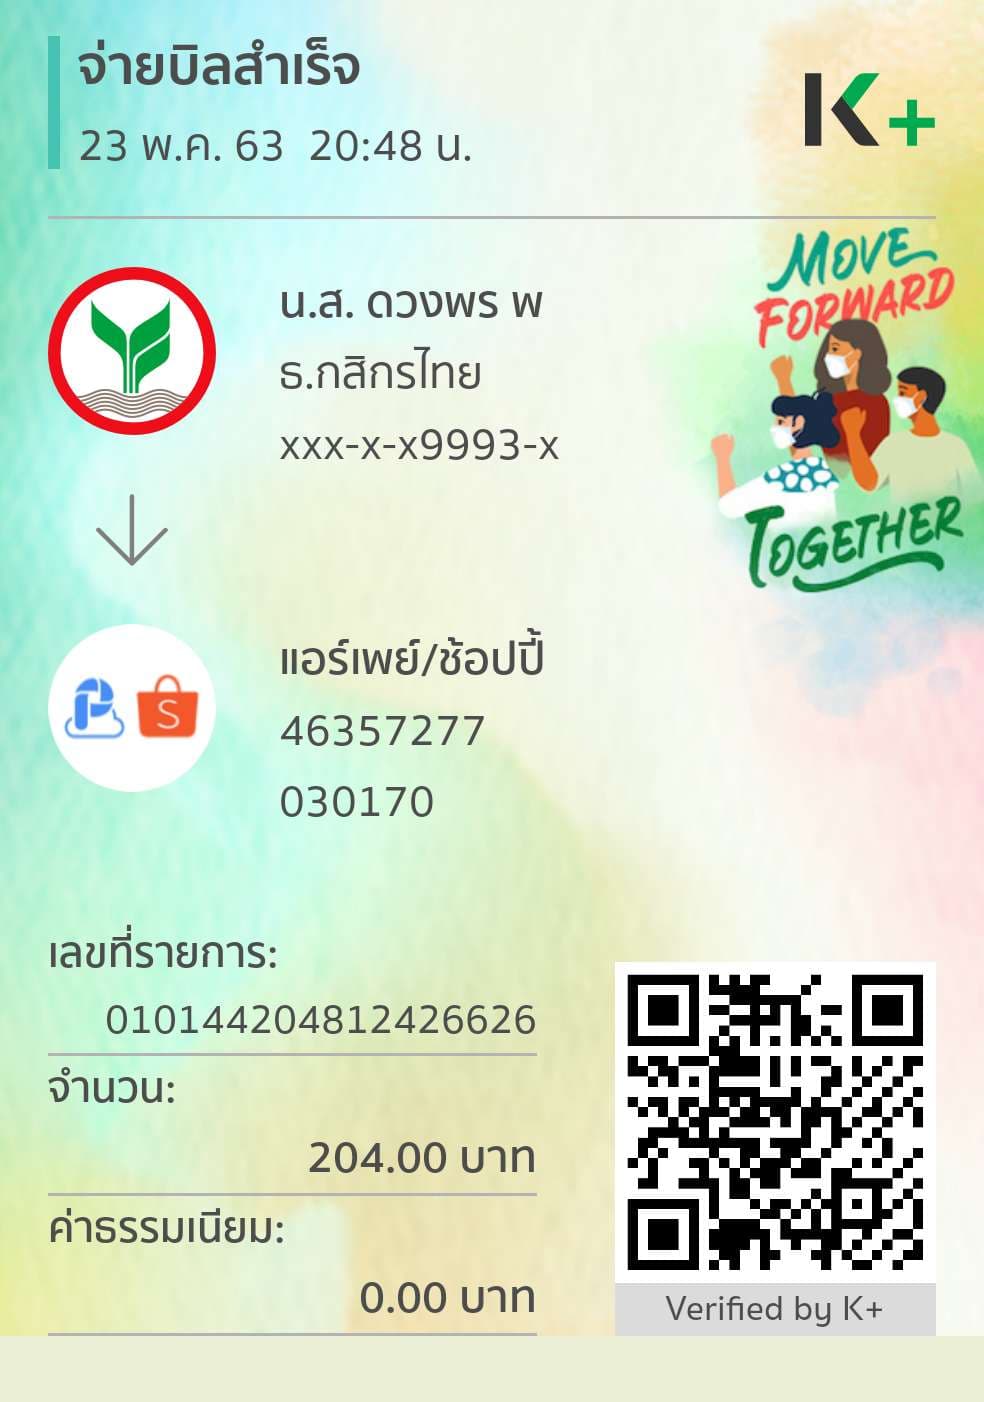 จ่ายบิลสำเร็จ
23 พ.ค. 63 20:48 น.
K+
MOVE
FORWARD
TOGETHER
น.ส. ดวงพร พ
ธ.กสิกรไทย
xxx-x-x9993-x
S
แอร์เพย์/ช้อปปี้
46357277
030170
เลขที่รายการ:
010144204812426626
จำนวน:
204.00 บาท
ค่าธรรมเนียม:
0.00 บาท
Verified by K+